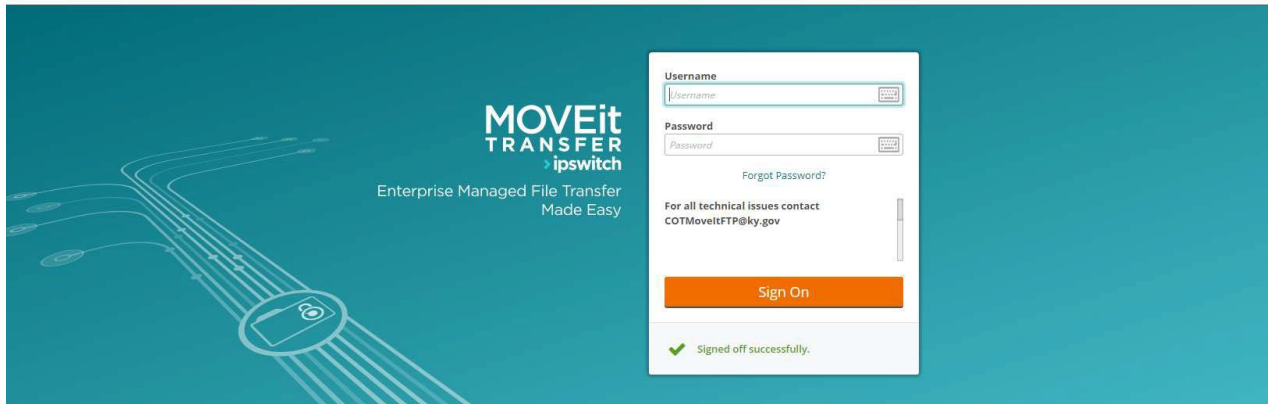 MOVEit
TRANSFER
ipswitch
Enterprise Managed File Transfer
Made Easy
Username
Username
Password
Password
Forgot Password?
For all technical issues contact
COTMoveItFTP@ky.gov
Sign On
Signed off successfully.